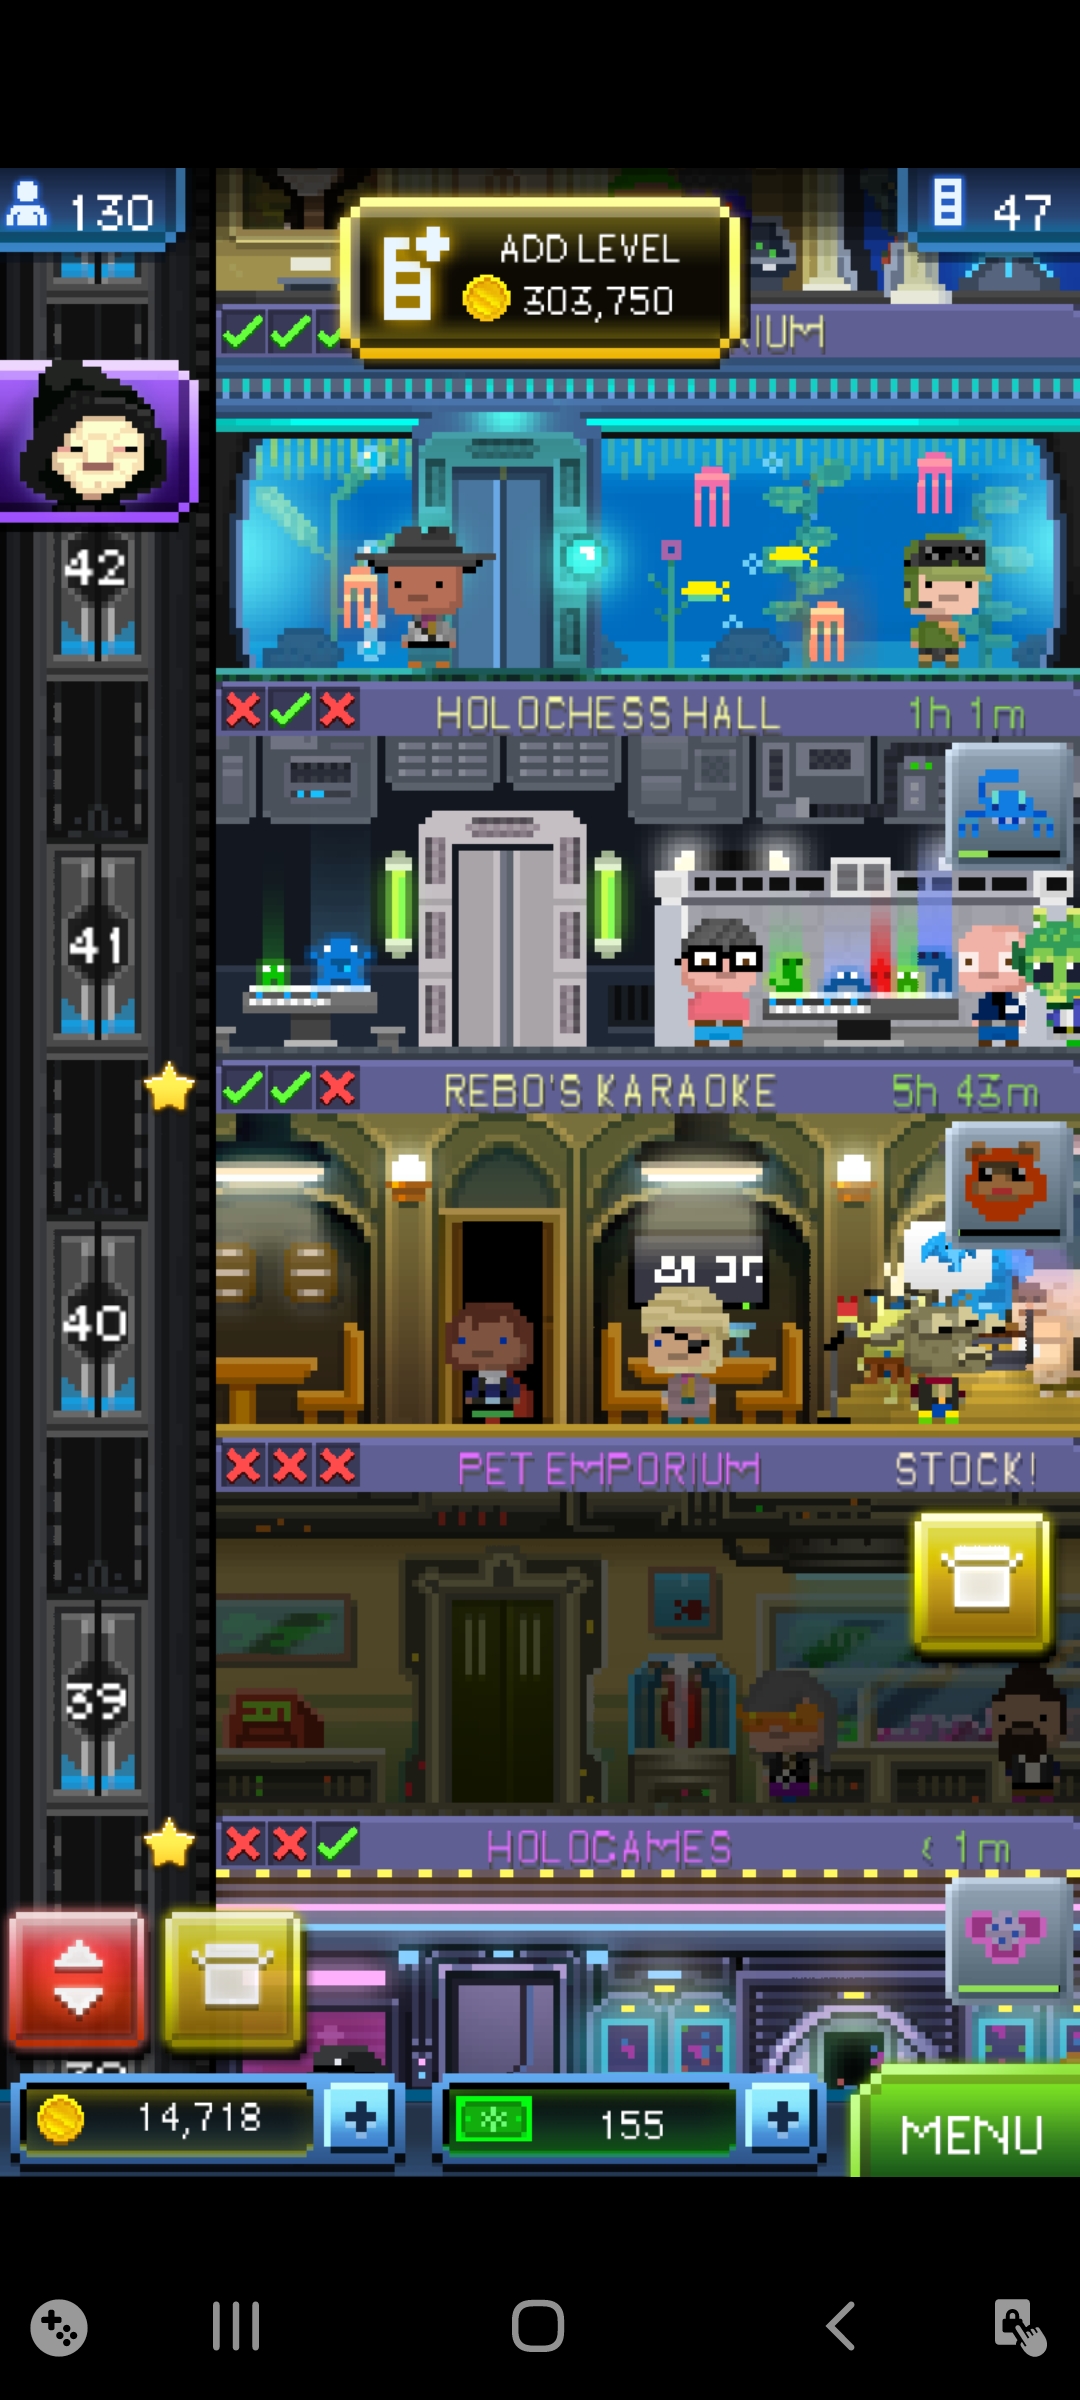 130
47
ADD LEVEL
303,750
RIUM
42
HOLOCHESS HALL
1h 1m
41
REBO'S KARAOKE
5h 43m
40
PET EMPORIUM
STOCK!
39
HOLOGAMES
< 1m
14,718
155
MENU